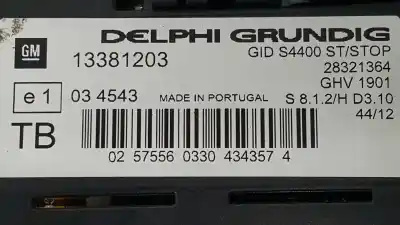 DELPHI GRUNDIG
GM 13381203
GID S4400 ST/STOP
28321364
GHV 1901
e1 03 4543
MADE IN PORTUGAL
S 8.1.2/H D3.10
44/12
TB
02 57556 0330 434357 4